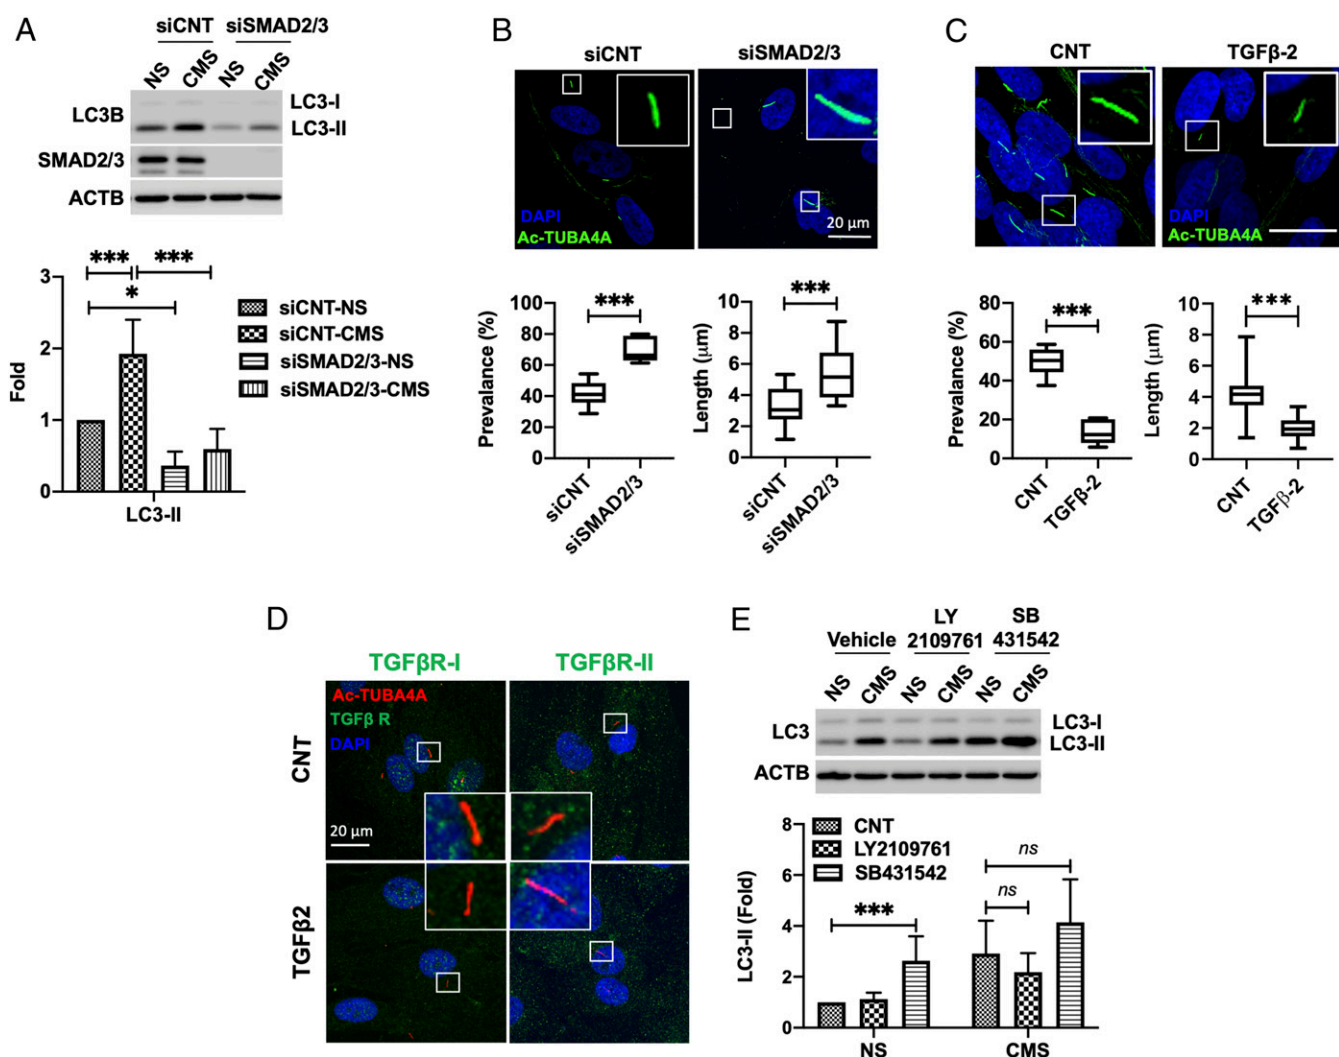 A
siCNT siSMAD2/3
NS CMS NS CMS
LC3B
LC3-I
LC3-II
SMAD2/3
ACTB
*** ***
*
3
2
1
0
Fold
LC3-II
siCNT-NS
siCNT-CMS
siSMAD2/3-NS
siSMAD2/3-CMS
B
siCNT siSMAD2/3
DAPI
Ac-TUBA4A
20 μm
Prevalance (%)
100
80
60
40
20
0
***
siCNT
siSMAD2/3
Length (μm)
10
8
6
4
2
0
***
siCNT
siSMAD2/3
C
CNT TGFβ-2
DAPI
Ac-TUBA4A
Prevalance (%)
80
60
40
20
0
***
CNT
TGFβ-2
Length (μm)
10
8
6
4
2
0
***
CNT
TGFβ-2
D
TGFβR-I TGFβR-II
Ac-TUBA4A
TGFβ R
DAPI
CNT
20 μm
TGFβ2
E
Vehicle LY 2109761 SB 431542
NS CMS NS CMS NS CMS
LC3
LC3-I
LC3-II
ACTB
LC3-II (Fold)
8
6
4
2
0
CNT
LY2109761
SB431542
***
ns
ns
NS CMS